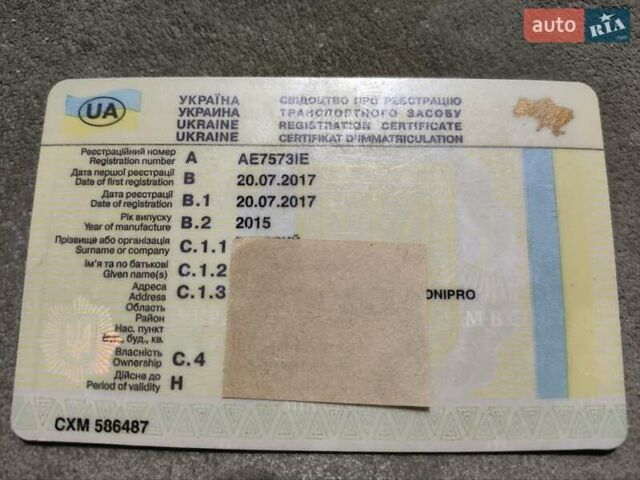 auto RIA .com
UA
УКРАЇНА СВІДОЦТВО ПРО РЕЄСТРАЦІЮ
УКРАИНА ТРАНСПОРТНОГО ЗАСОБУ
UKRAINE REGISTRATION CERTIFICATE
UKRAINE CERTIFIKAT D'IMMATRICULATION
Реєстраційний номер
Registration number A AE7573IE
Дата першої реєстрації
Date of first registration B 20.07.2017
Дата реєстрації
Date of registration B.1 20.07.2017
Рік випуску
Year of manufacture B.2 2015
Прізвище або організація
Surname or company C.1.1
Ім'я та по батькові
Given name(s) C.1.2
Адреса
Address C.1.3 DNIPRO
Область
Район
Нас. пункт
буд., кв.
Власність
Ownership C.4
Дійсне до
Period of validity H
МВС
CXM 586487